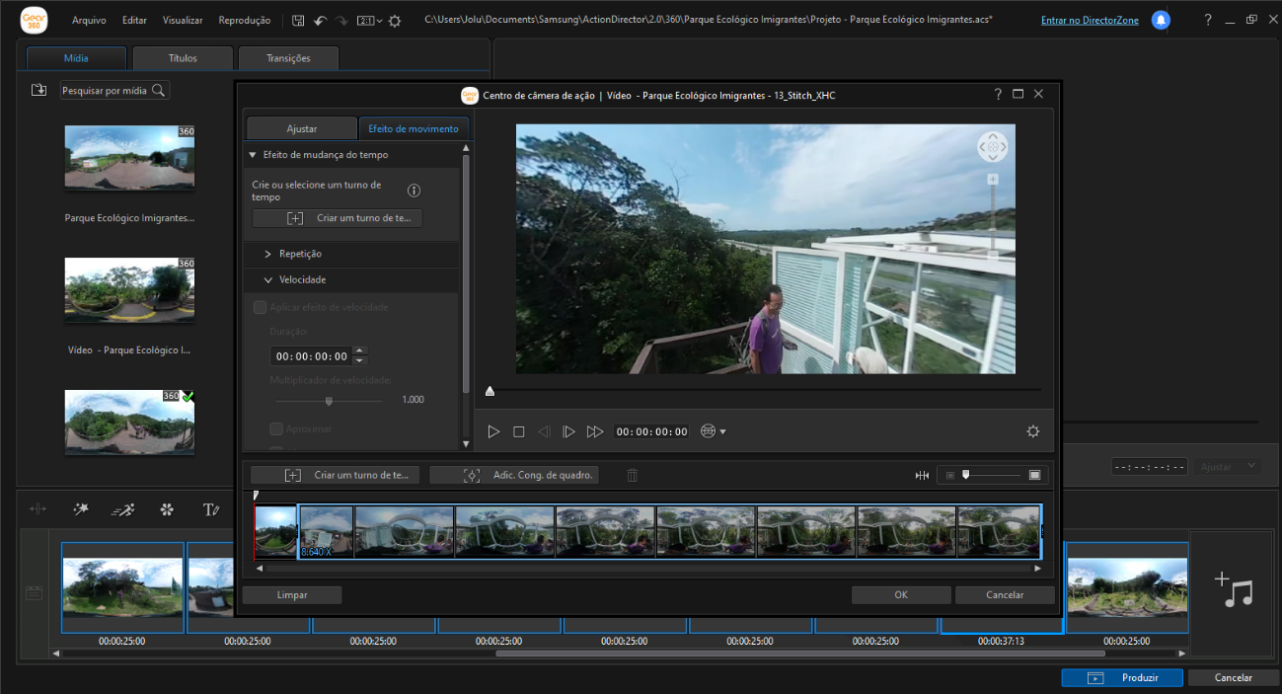 Gear
360
Arquivo Editar Visualizar Reprodução
C:\Users\Jolu\Documents\Samsung\ActionDirector\2.0\360\Parque Ecológico Imigrantes\Projeto - Parque Ecológico Imigrantes.acs*
Entrar no DirectorZone
?
Mídia Títulos Transições
Pesquisar por mídia
360
Parque Ecológico Imigrantes...
360
Vídeo - Parque Ecológico I...
360
Centro de câmera de ação | Vídeo - Parque Ecológico Imigrantes - 13_Stitch_XHC
?
Ajustar Efeito de movimento
Efeito de mudança do tempo
Crie ou selecione um turno de
tempo
Criar um turno de te...
Repetição
Velocidade
Aplicar efeito de velocidade
Duração:
00:00:00:00
Multiplicador de velocidade:
1.000
Aproximar
00:00:00:00
--:--:--:--
Ajustar
Criar um turno de te... Adic. Cong. de quadro.
8.640 X
Limpar OK Cancelar
00:00:25:00 00:00:25:00 00:00:25:00 00:00:25:00 00:00:25:00 00:00:25:00 00:00:25:00 00:00:37:13 00:00:25:00
Produzir Cancelar